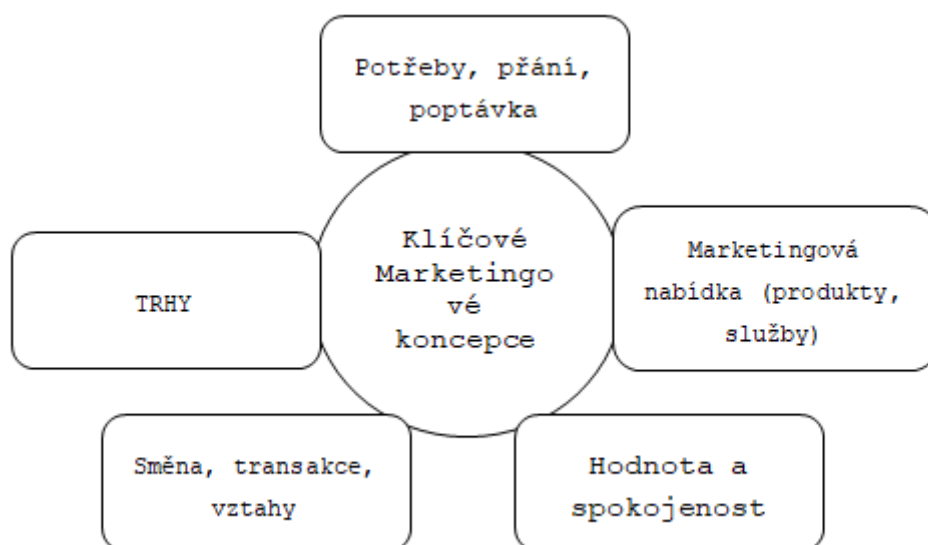 Potřeby, přání,
poptávka
Klíčové
Marketingo
vé
koncepce
Marketingová
nabídka (produkty,
služby)
TRHY
Směna, transakce,
vztahy
Hodnota a
spokojenost